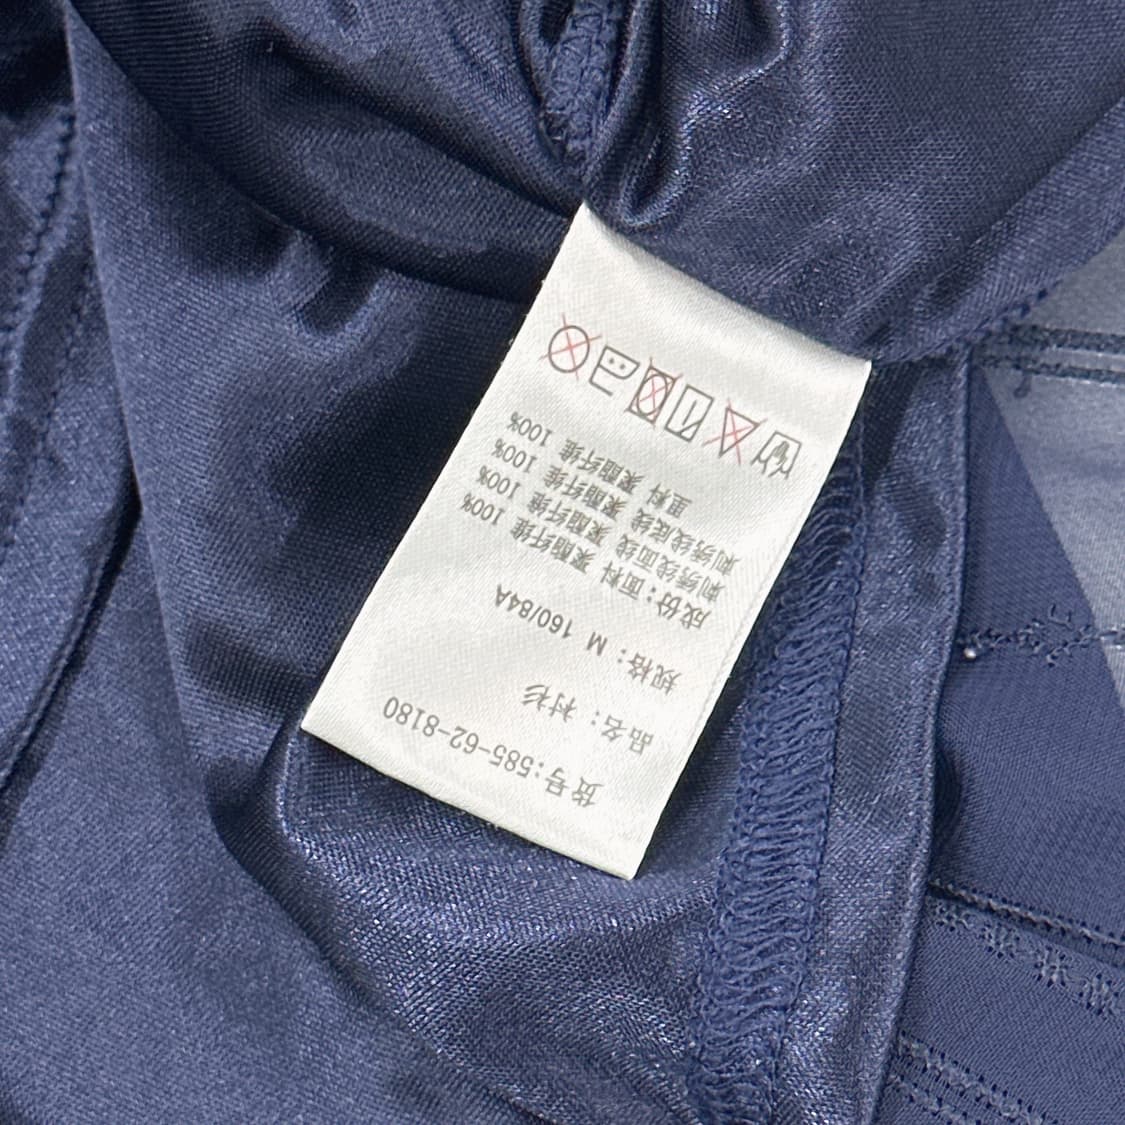 货号:585-62-8180
品名: 衬衫
规格: M 160/84A
成份:面料 聚酯纤维 100%
刺绣线面线 聚酯纤维 100%
刺绣线底线 聚酯纤维 100%
里料 聚酯纤维 100%